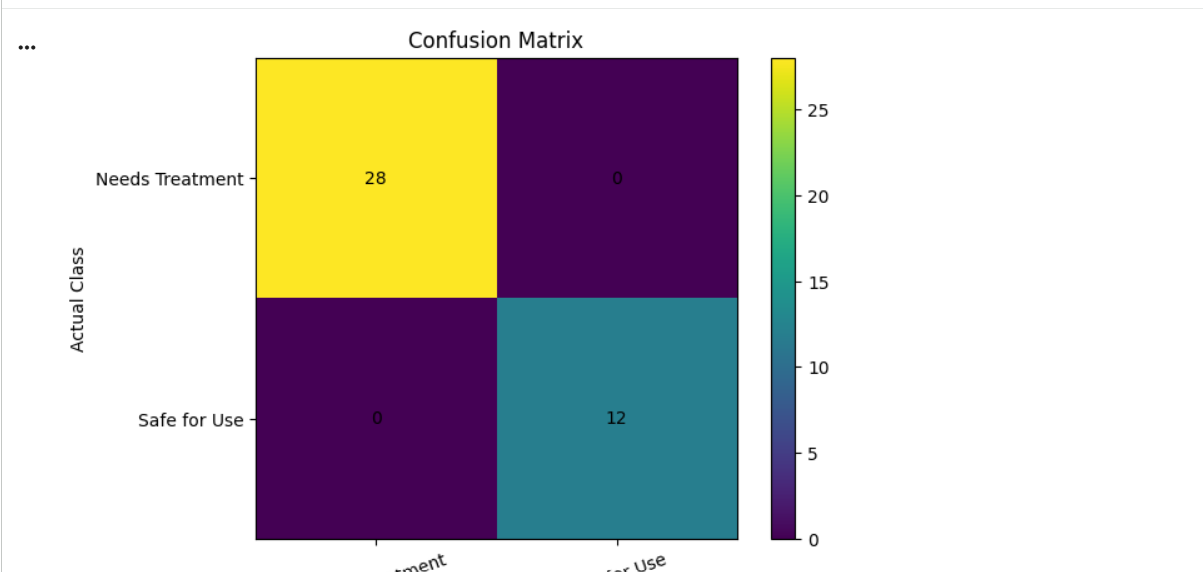 ...
Confusion Matrix
25
Needs Treatment
28
0
20
Actual Class
15
10
Safe for Use
0
12
5
0
Use